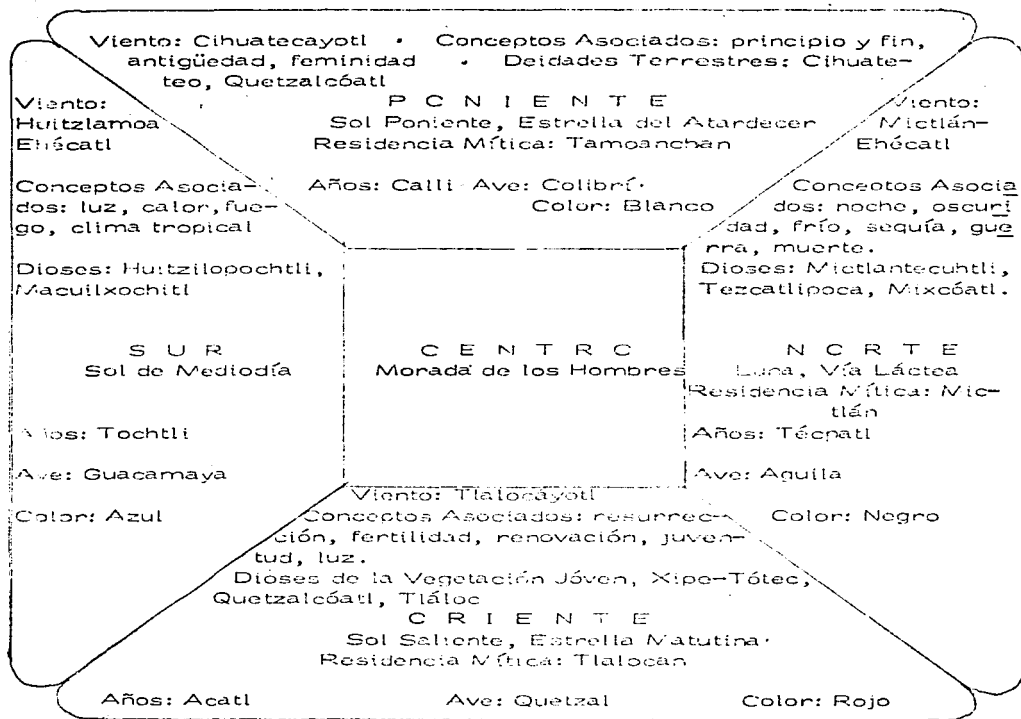 Viento: Cihuatecayotl • Conceptos Asociados: principio y fin,
antigüedad, feminidad • Deidades Terrestres: Cihuate-
teo, Quetzalcóatl
PONIENTE
Sol Poniente, Estrella del Atardecer
Residencia Mítica: Tamoanchan
Años: Calli Ave: Colibrí
Color: Blanco
Viento:
Huitzlamoa
Ehécatl
Conceptos Asocia-
dos: luz, calor, fue-
go, clima tropical
Dioses: Huitzilopochtli,
Macuilxochitl
SUR
Sol de Mediodía
Años: Tochtli
Ave: Guacamaya
Color: Azul
CENTRO
Morada de los Hombres
Viento:
Mictlán-
Ehécatl
Conceptos Asocia
dos: noche, oscuri
dad, frío, sequía, gue
rra, muerte.
Dioses: Mictlantecuhtli,
Tezcatlipoca, Mixcóatl.
NORTE
Luna, Vía Láctea
Residencia Mítica: Mic-
tlán
Años: Técpatl
Ave: Aguila
Color: Negro
Viento: Tlalocáyotl
Conceptos Asociados: resurrec-
ción, fertilidad, renovación, juven-
tud, luz.
Dioses de la Vegetación Jóven, Xipe-Tótec,
Quetzalcóatl, Tláloc
ORIENTE
Sol Saliente, Estrella Matutina
Residencia Mítica: Tlalocan
Años: Acatl Ave: Quetzal Color: Rojo